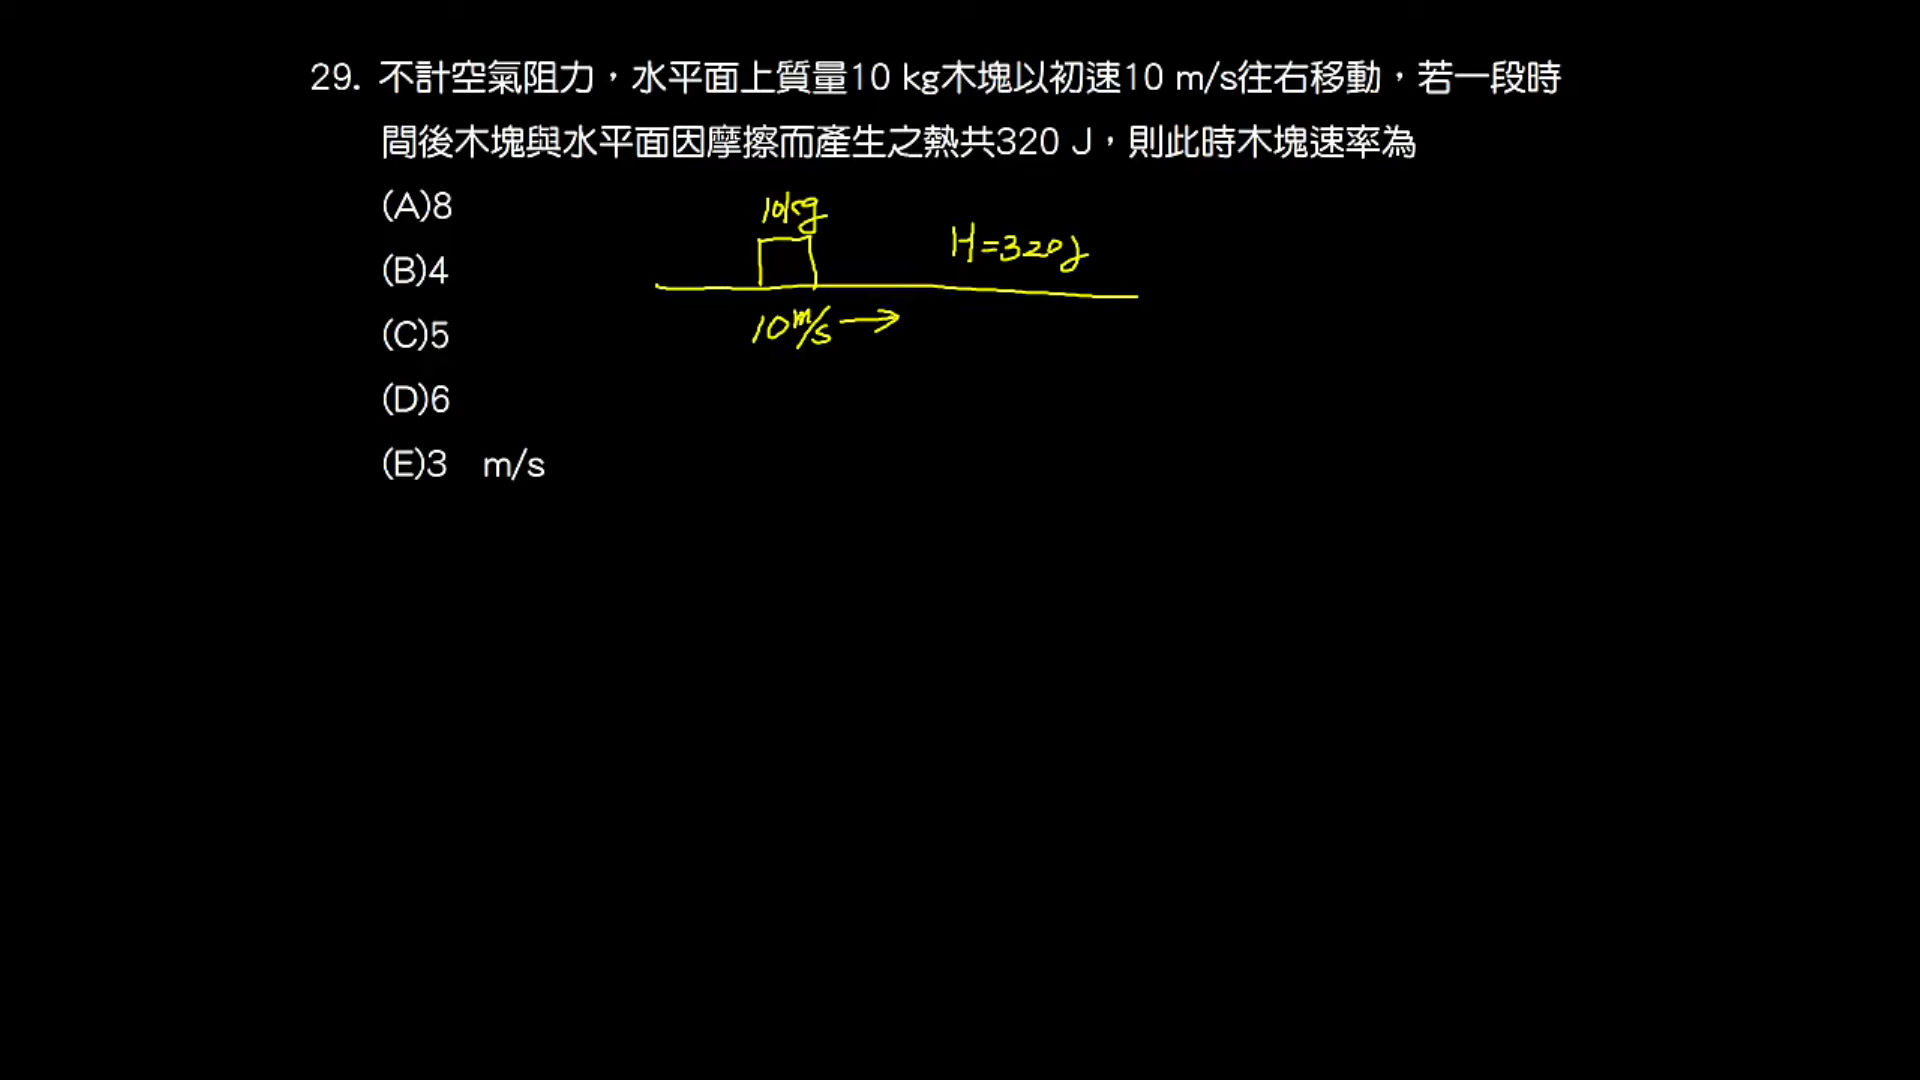 29. 不計空氣阻力，水平面上質量10 kg木塊以初速10 m/s往右移動，若一段時
間後木塊與水平面因摩擦而產生之熱共320 J，則此時木塊速率為
(A)8
10kg
H=320J
(B)4
10m/s→
(C)5
(D)6
(E)3 m/s